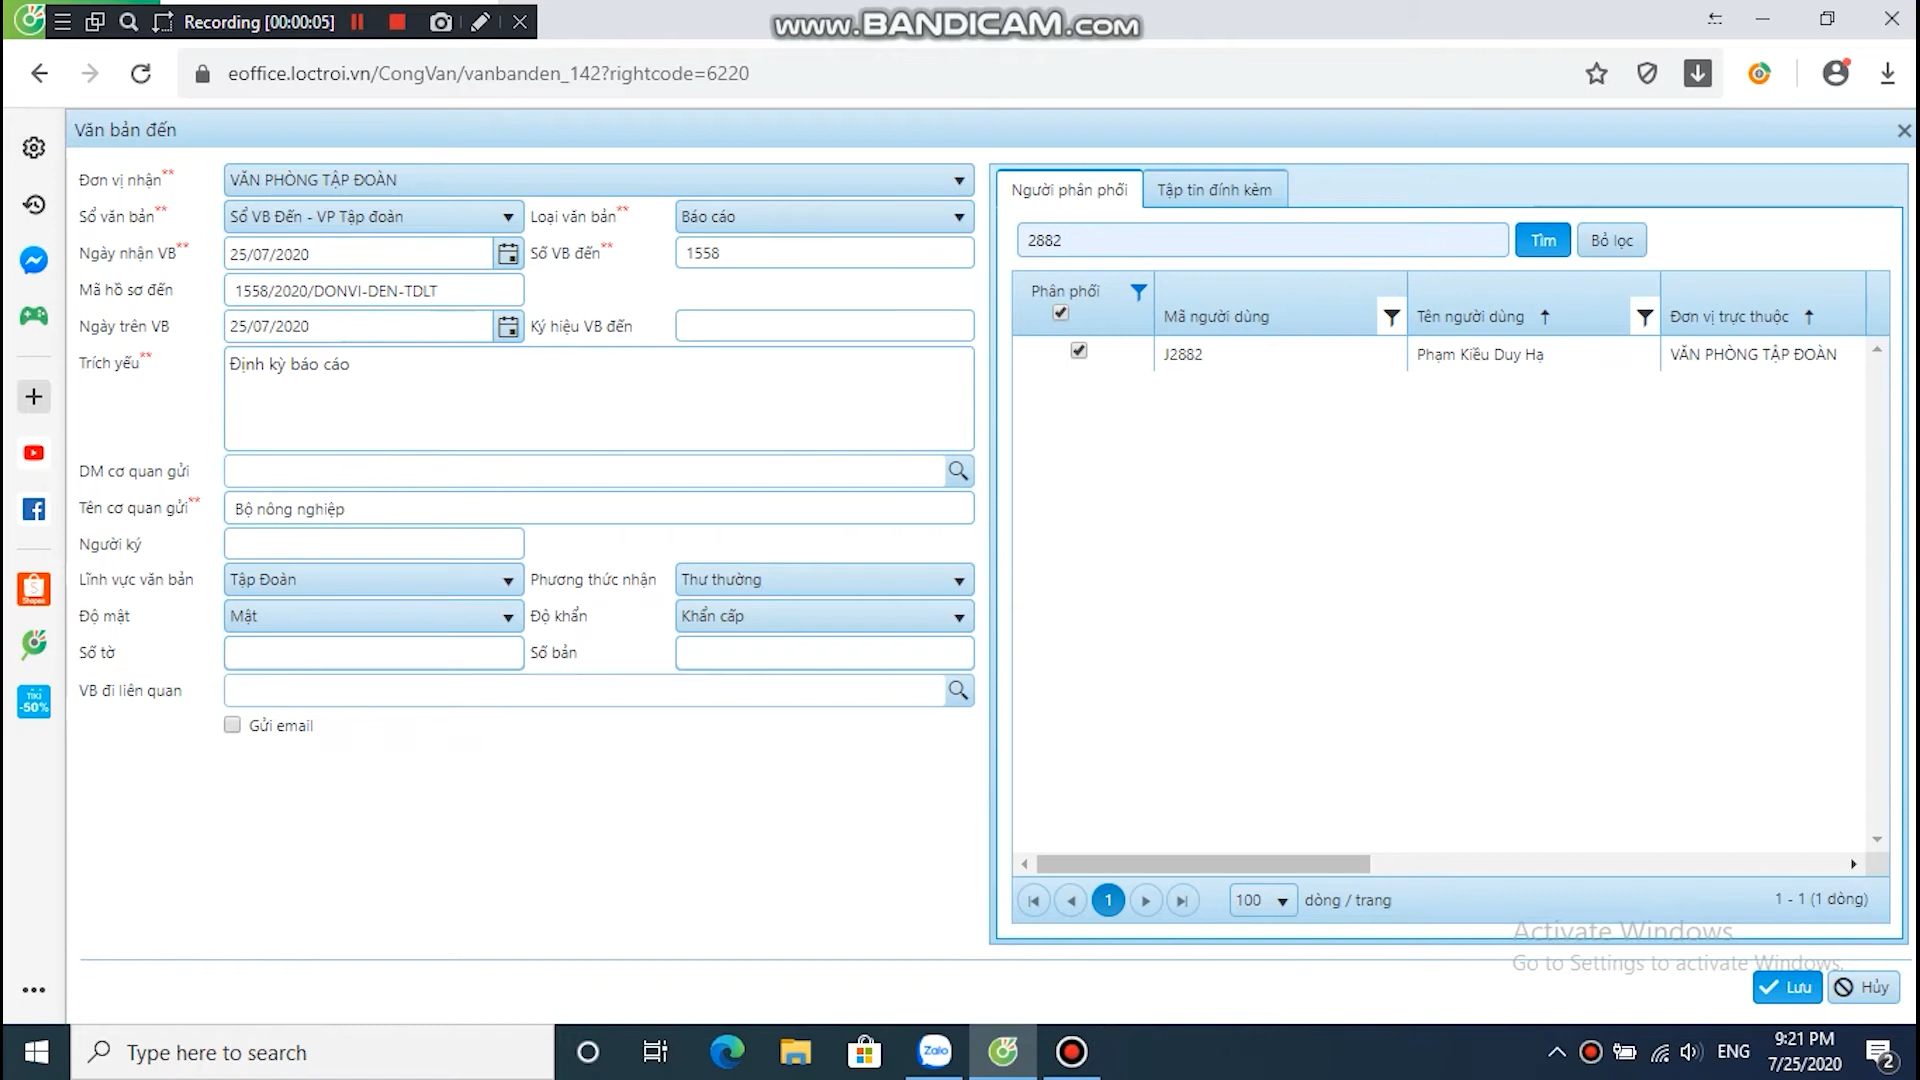 Recording [00:00:05]
www.BANDICAM.com
eoffice.loctroi.vn/CongVan/vanbanden_142?rightcode=6220
Văn bản đến
Đơn vị nhận** VĂN PHÒNG TẬP ĐOÀN
Sổ văn bản** Sổ VB Đến - VP Tập đoàn Loại văn bản** Báo cáo
Ngày nhận VB** 25/07/2020 Số VB đến** 1558
Mã hồ sơ đến 1558/2020/DONVI-DEN-TDLT
Ngày trên VB 25/07/2020 Ký hiệu VB đến
Trích yếu** Định kỳ báo cáo
DM cơ quan gửi
Tên cơ quan gửi** Bộ nông nghiệp
Người ký
Lĩnh vực văn bản Tập Đoàn Phương thức nhận Thư thường
Độ mật Mật Độ khẩn Khẩn cấp
Số tờ Số bản
VB đi liên quan
Gửi email
Người phân phối Tập tin đính kèm
2882 Tìm Bỏ lọc
Phân phối Mã người dùng Tên người dùng Đơn vị trực thuộc
J2882 Phạm Kiều Duy Hạ VĂN PHÒNG TẬP ĐOÀN
1 100 dòng / trang 1 - 1 (1 dòng)
Activate Windows
Go to Settings to activate Windows.
Lưu Hủy
Shopee
TIKI
-50%
Type here to search
Zalo
ENG
9:21 PM
7/25/2020
2